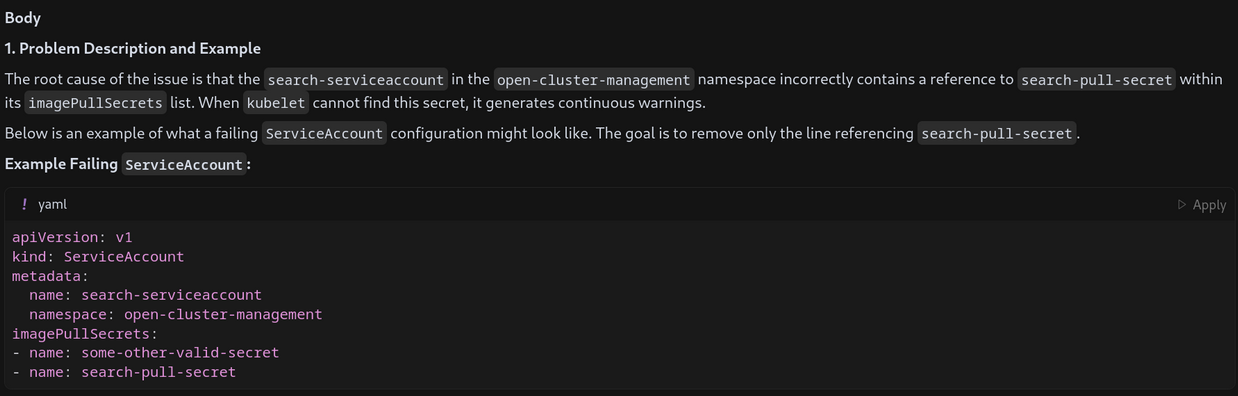 Body
1. Problem Description and Example
The root cause of the issue is that the search-serviceaccount in the open-cluster-management namespace incorrectly contains a reference to search-pull-secret within
its imagePullSecrets list. When kubelet cannot find this secret, it generates continuous warnings.
Below is an example of what a failing ServiceAccount configuration might look like. The goal is to remove only the line referencing search-pull-secret.
Example Failing ServiceAccount:
! yaml
Apply
apiVersion: v1
kind: ServiceAccount
metadata:
  name: search-serviceaccount
  namespace: open-cluster-management
imagePullSecrets:
- name: some-other-valid-secret
- name: search-pull-secret